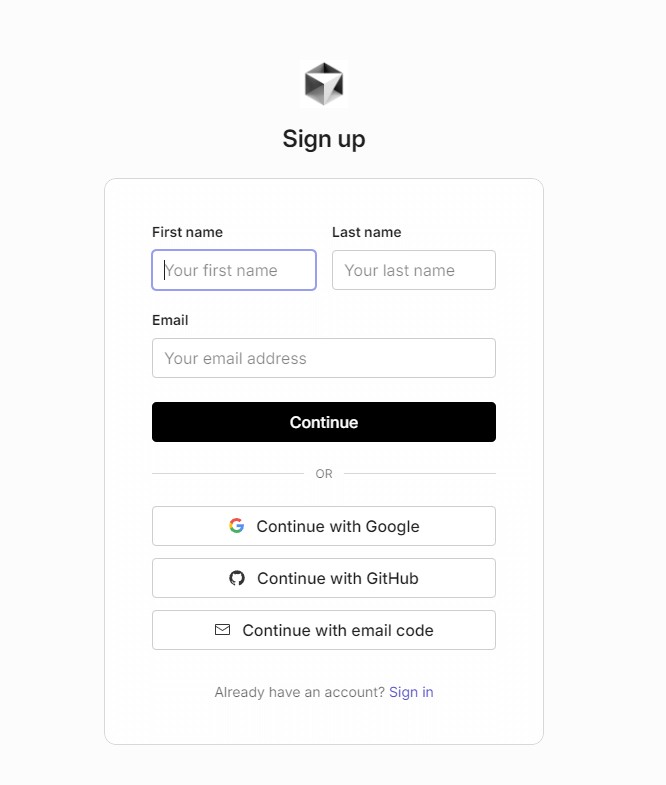 Sign up
First name
Last name
Your first name
Your last name
Email
Your email address
Continue
OR
Continue with Google
Continue with GitHub
Continue with email code
Already have an account? Sign in